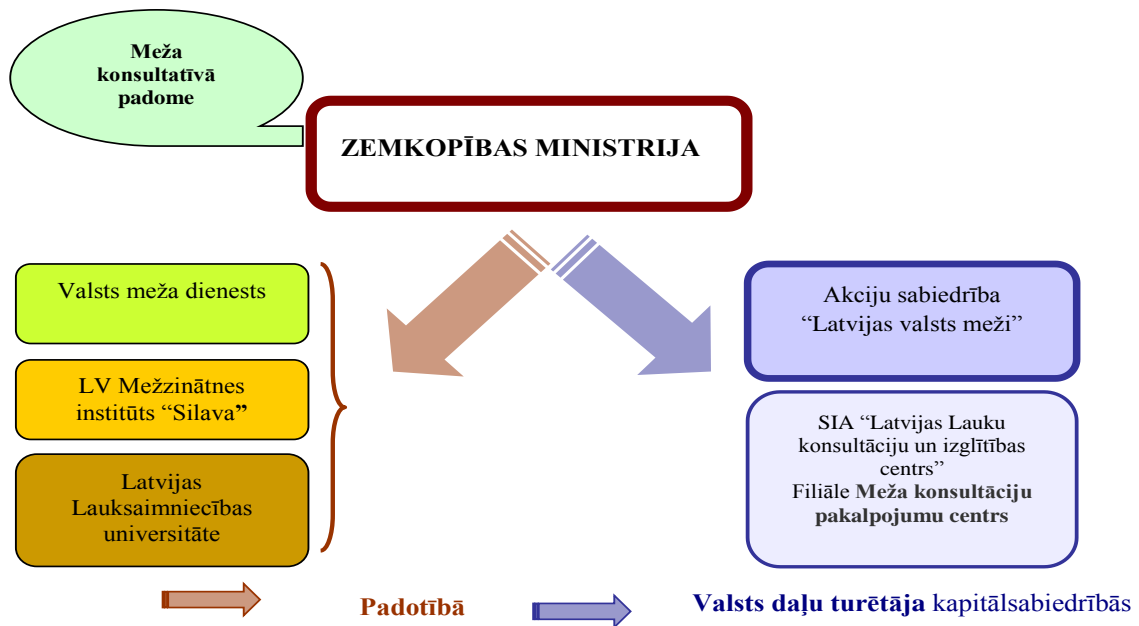 Meža
konsultatīvā
padome
ZEMKOPĪBAS MINISTRIJA
Valsts meža dienests
LV Mežzinātnes
institūts “Silava”
Latvijas
Lauksaimniecības
universitāte
Akciju sabiedrība
“Latvijas valsts meži”
SIA “Latvijas Lauku
konsultāciju un izglītības
centrs”
Filiāle Meža konsultāciju
pakalpojumu centrs
Padotībā
Valsts daļu turētāja kapitālsabiedrībās